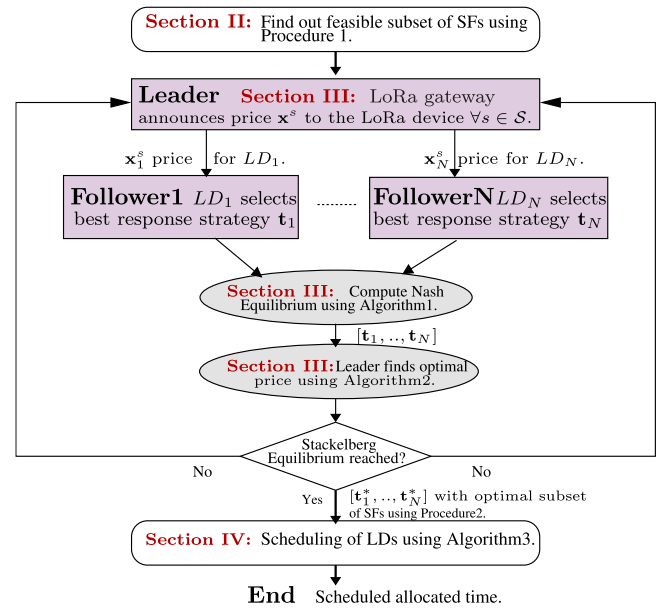 Section II: Find out feasible subset of SFs using
Procedure 1.
Leader Section III: LoRa gateway
announces price x^s to the LoRa device ∀s ∈ 𝒮.
x_1^s price for LD_1.
x_N^s price for LD_N.
Follower1 LD_1 selects
best response strategy t_1
........
FollowerN LD_N selects
best response strategy t_N
Section III: Compute Nash
Equilibrium using Algorithm1.
[t_1, .., t_N]
Section III: Leader finds optimal
price using Algorithm2.
Stackelberg
Equilibrium reached?
No
No
Yes
[t_1^*, .., t_N^*] with optimal subset
of SFs using Procedure2.
Section IV: Scheduling of LDs using Algorithm3.
End Scheduled allocated time.